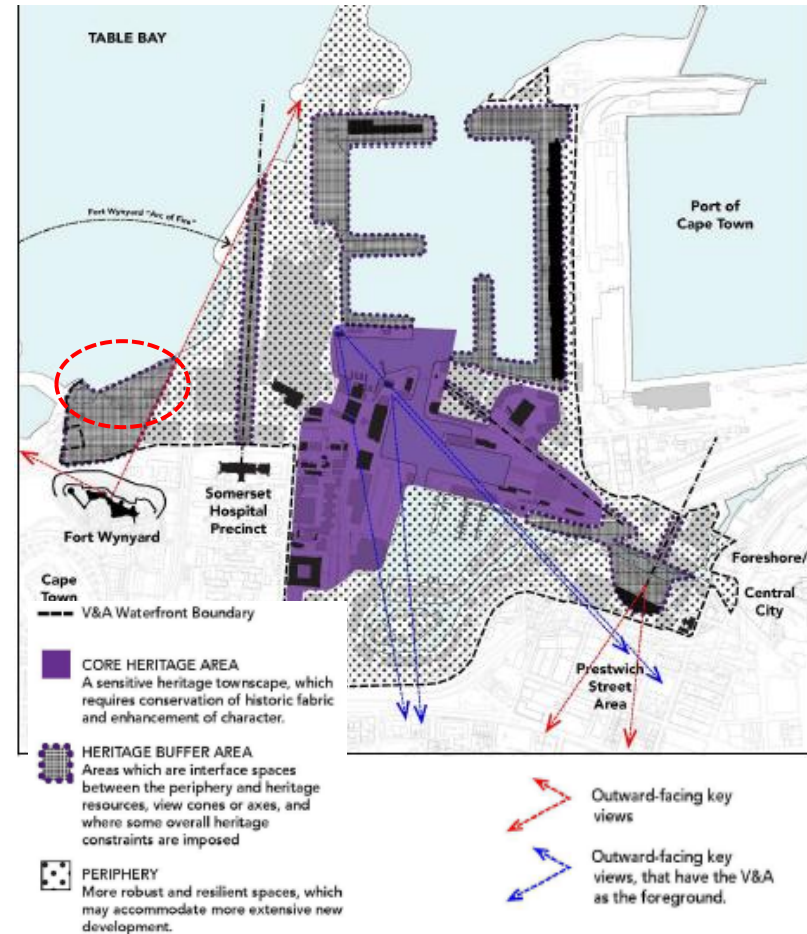 TABLE BAY
Fort Wynyard "Arc of Fire"
Port of
Cape Town
Somerset
Hospital
Precinct
Fort Wynyard
Foreshore/
Central
City
Cape
Town
Prestwich
Street
Area
V&A Waterfront Boundary
CORE HERITAGE AREA
A sensitive heritage townscape, which
requires conservation of historic fabric
and enhancement of character.
HERITAGE BUFFER AREA
Areas which are interface spaces
between the periphery and heritage
resources, view cones or axes, and
where some overall heritage
constraints are imposed
PERIPHERY
More robust and resilient spaces, which
may accommodate more extensive new
development.
Outward-facing key
views
Outward-facing key
views, that have the V&A
as the foreground.